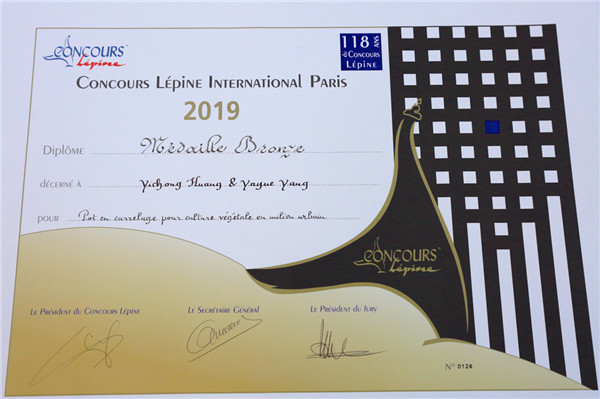 CONCOURS
Lépine
118 ANS
CONCOURS
LÉPINE
CONCOURS LÉPINE INTERNATIONAL PARIS
2019
DIPLÔME Médaille Bronze
DÉCERNÉ À Yichong Huang & Yayue Yang
POUR Pot en carrelage pour culture végétale en milieu urbain
CONCOURS
Lépine
LE PRÉSIDENT DU CONCOURS LÉPINE LE SECRÉTAIRE GÉNÉRAL LE PRÉSIDENT DU JURY
N° 0128